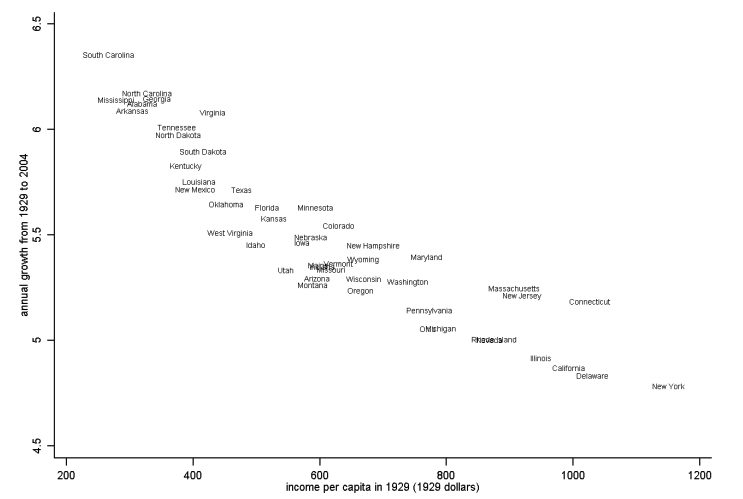 6.5
South Carolina
North Carolina
Mississippi
Georgia
Alabama
Arkansas
Virginia
6
Tennessee
North Dakota
South Dakota
Kentucky
Louisiana
New Mexico
Texas
Oklahoma
Florida
Minnesota
Kansas
Colorado
West Virginia
5.5
Nebraska
Iowa
Idaho
New Hampshire
Maryland
Wyoming
Vermont
Utah
Missouri
Arizona
Wisconsin
Montana
Washington
Oregon
Massachusetts
New Jersey
Connecticut
Pennsylvania
Michigan
5
Rhode Island
Nevada
Illinois
California
Delaware
New York
4.5
annual growth from 1929 to 2004
200 400 600 800 1000 1200
income per capita in 1929 (1929 dollars)